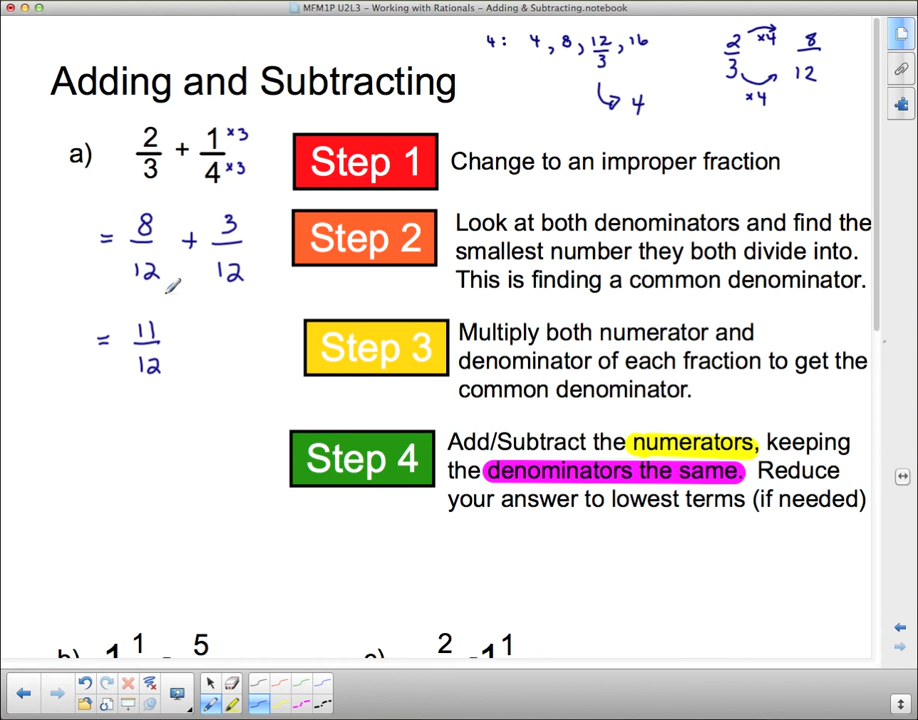 MFM1P U2L3 - Working with Rationals - Adding & Subtracting.notebook
4: 4, 8, 12/3, 16
→ 4
2/3 ×4 ×4 8/12
Adding and Subtracting
a) 2/3 + 1/4 ×3 ×3
= 8/12 + 3/12
= 11/12
Step 1
Change to an improper fraction
Step 2
Look at both denominators and find the
smallest number they both divide into.
This is finding a common denominator.
Step 3
Multiply both numerator and
denominator of each fraction to get the
common denominator.
Step 4
Add/Subtract the numerators, keeping
the denominators the same. Reduce
your answer to lowest terms (if needed)
1 5
2 1